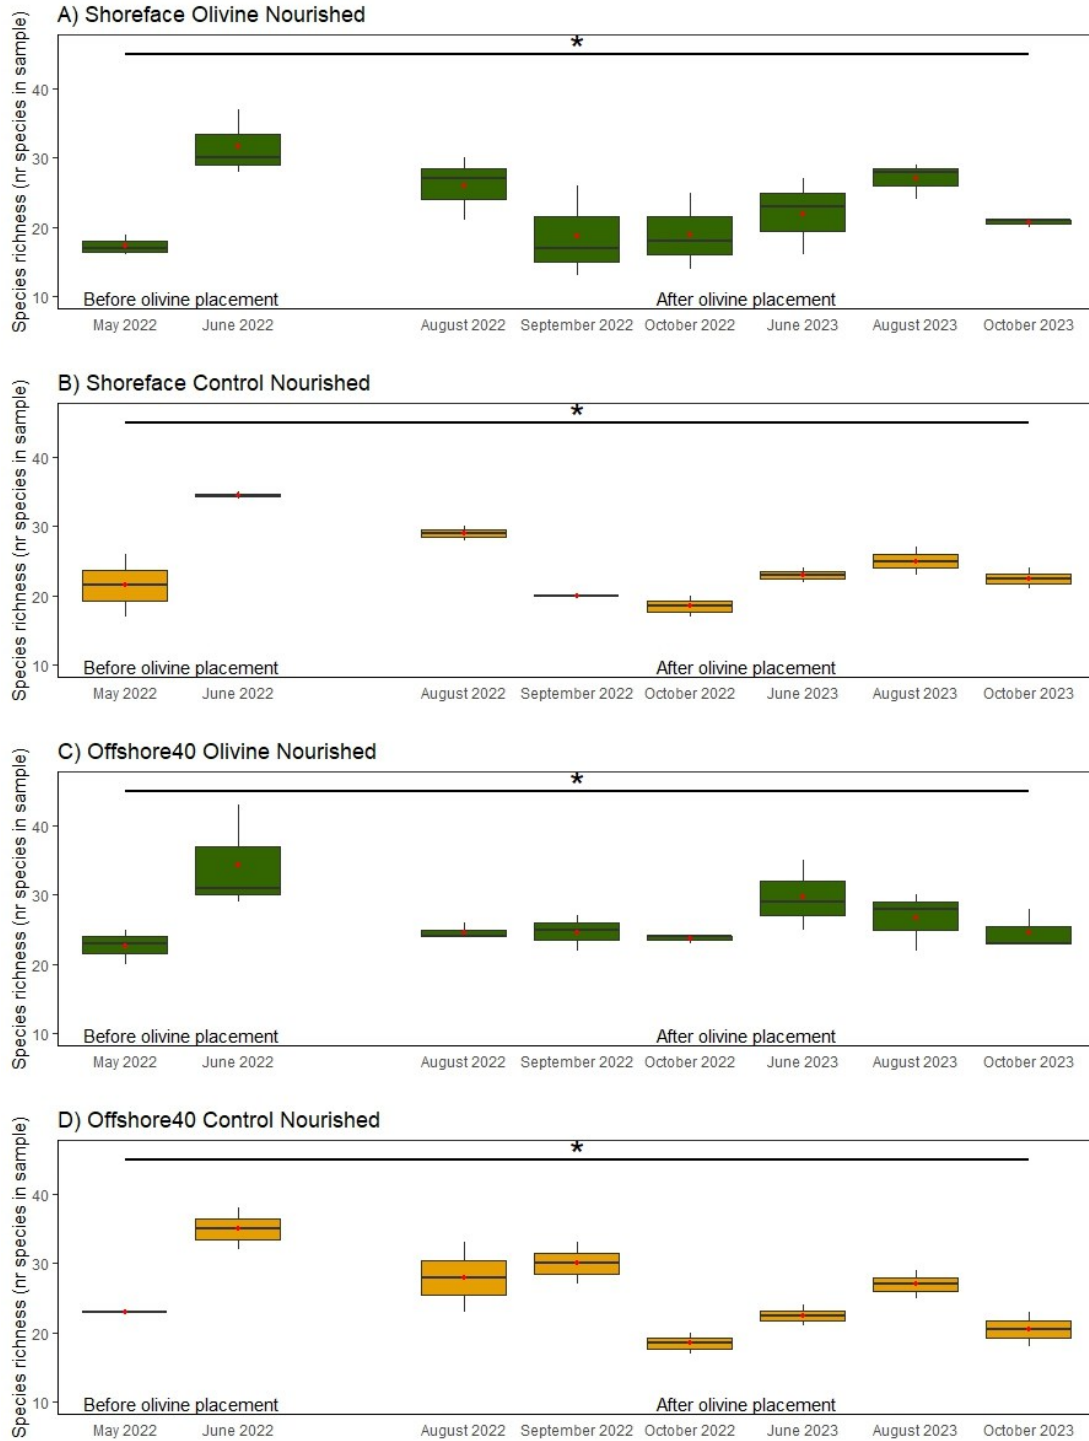 A) Shoreface Olivine Nourished
Species richness (nr species in sample)
*
40
30
20
10
Before olivine placement After olivine placement
May 2022 June 2022 August 2022 September 2022 October 2022 June 2023 August 2023 October 2023
B) Shoreface Control Nourished
Species richness (nr species in sample)
*
40
30
20
10
Before olivine placement After olivine placement
May 2022 June 2022 August 2022 September 2022 October 2022 June 2023 August 2023 October 2023
C) Offshore40 Olivine Nourished
Species richness (nr species in sample)
*
40
30
20
10
Before olivine placement After olivine placement
May 2022 June 2022 August 2022 September 2022 October 2022 June 2023 August 2023 October 2023
D) Offshore40 Control Nourished
Species richness (nr species in sample)
*
40
30
20
10
Before olivine placement After olivine placement
May 2022 June 2022 August 2022 September 2022 October 2022 June 2023 August 2023 October 2023